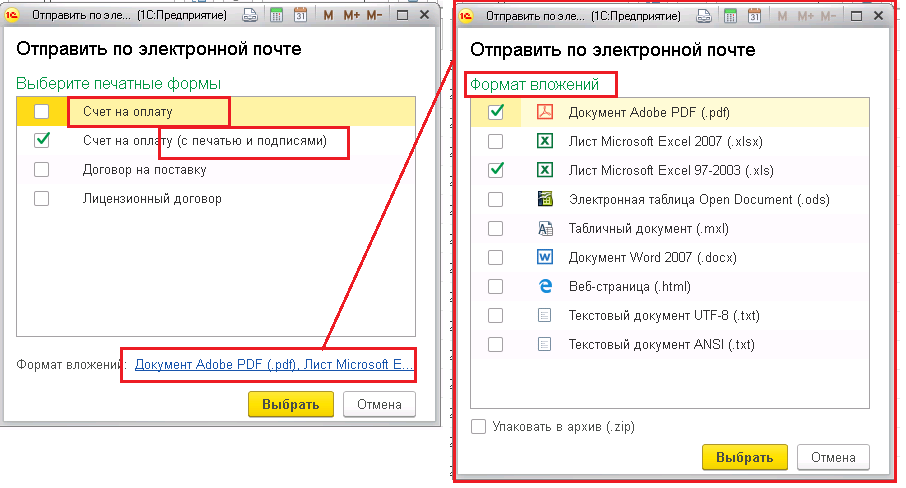 Отправить по эле... (1С:Предприятие) M M+ M-
Отправить по электронной почте
Выберите печатные формы
Счет на оплату
Счет на оплату (с печатью и подписями)
Договор на поставку
Лицензионный договор
Формат вложений: Документ Adobe PDF (.pdf), Лист Microsoft E...
Выбрать Отмена
Отправить по эле... (1С:Предприятие) M M+ M-
Отправить по электронной почте
Формат вложений
Документ Adobe PDF (.pdf)
Лист Microsoft Excel 2007 (.xlsx)
Лист Microsoft Excel 97-2003 (.xls)
Электронная таблица Open Document (.ods)
Табличный документ (.mxl)
Документ Word 2007 (.docx)
Веб-страница (.html)
Текстовый документ UTF-8 (.txt)
Текстовый документ ANSI (.txt)
Упаковать в архив (.zip)
Выбрать Отмена